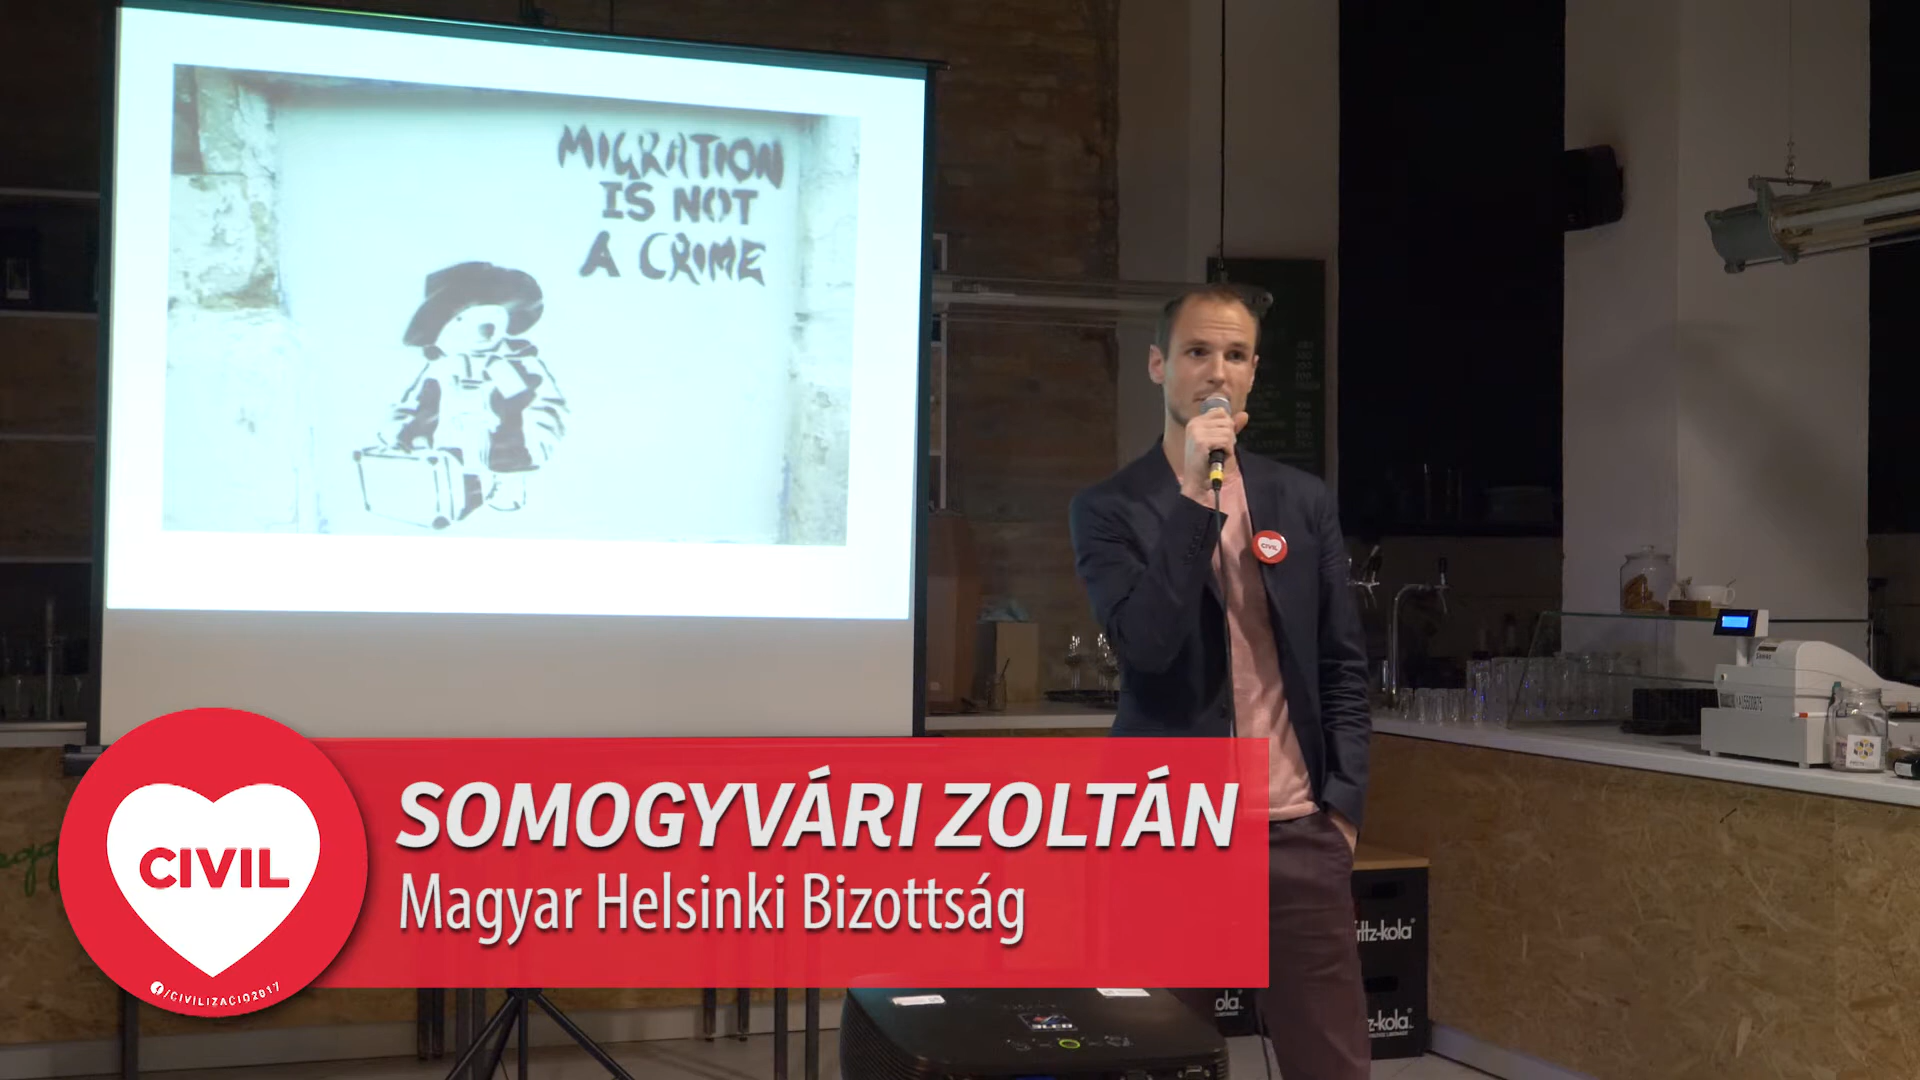 MIGRATION
IS NOT
A CRIME
CIVIL
SOMOGYVÁRI ZOLTÁN
Magyar Helsinki Bizottság
CIVIL
/CIVILIZACIO2017
fritz-kola